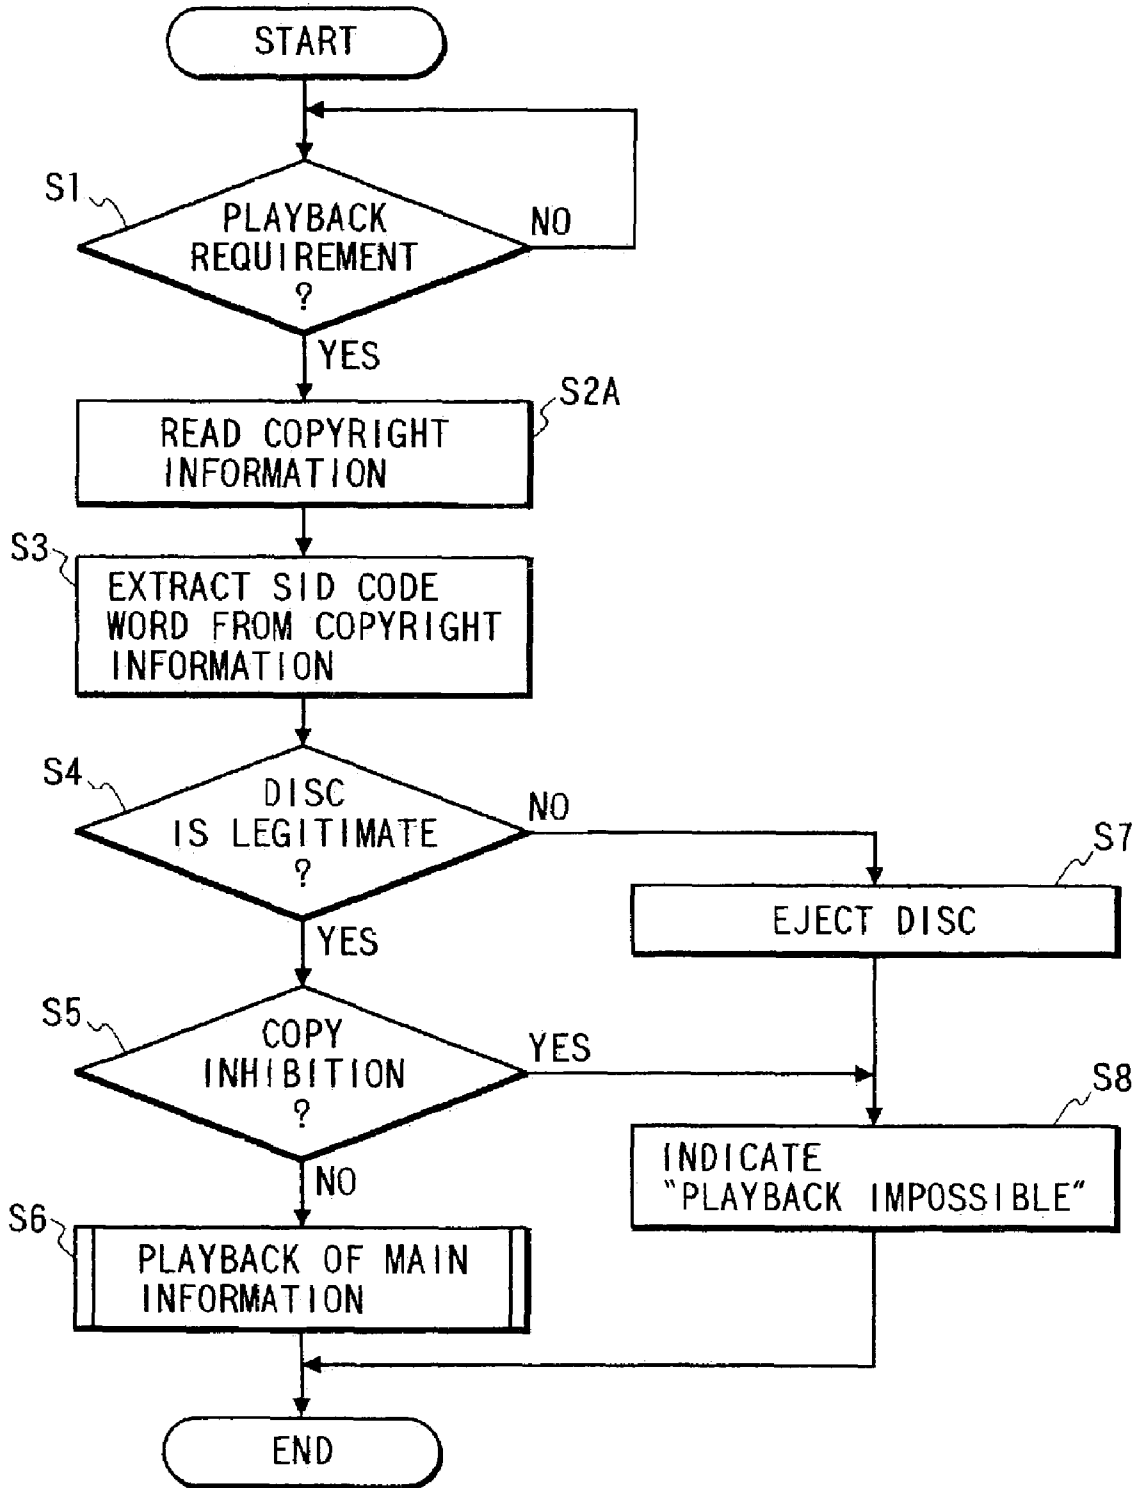 START
S1
PLAYBACK
REQUIREMENT
?
NO
YES
S2A
READ COPYRIGHT
INFORMATION
S3
EXTRACT SID CODE
WORD FROM COPYRIGHT
INFORMATION
S4
DISC
IS LEGITIMATE
?
NO
YES
S7
EJECT DISC
S5
COPY
INHIBITION
?
YES
NO
S8
INDICATE
"PLAYBACK IMPOSSIBLE"
S6
PLAYBACK OF MAIN
INFORMATION
END